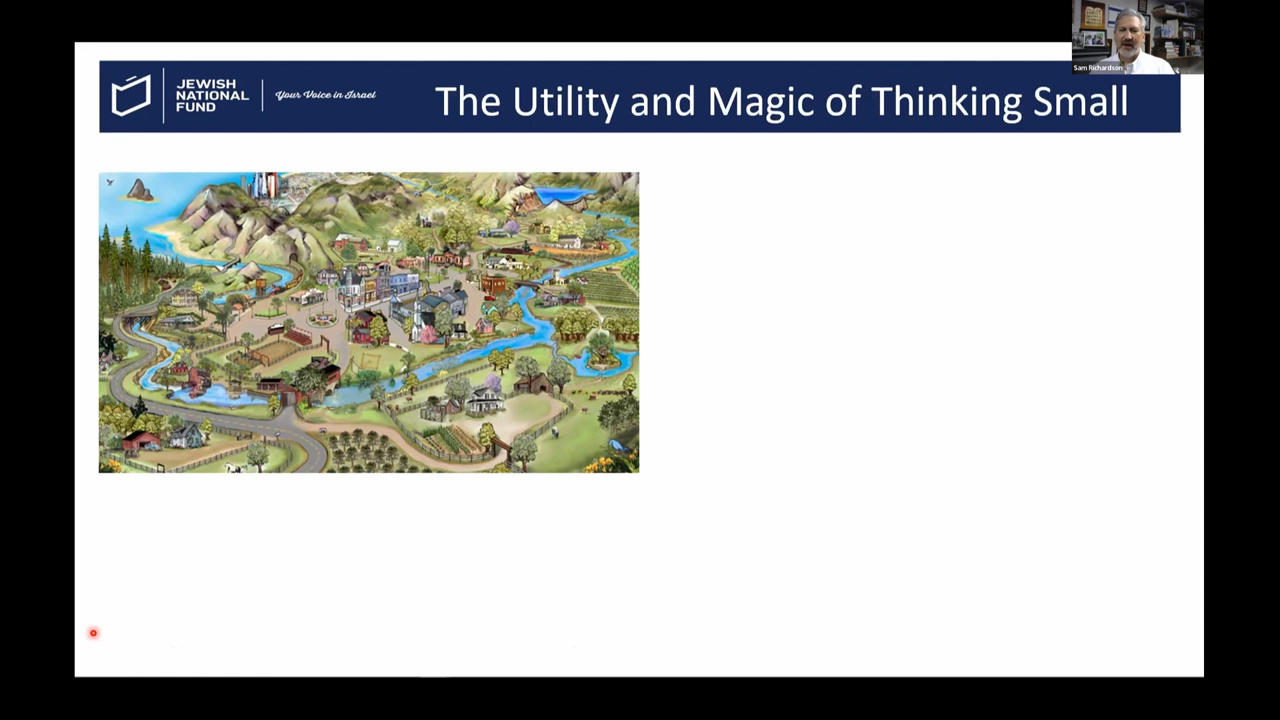 Sam Richardson
JEWISH
NATIONAL
FUND
Your Voice in Israel
The Utility and Magic of Thinking Small